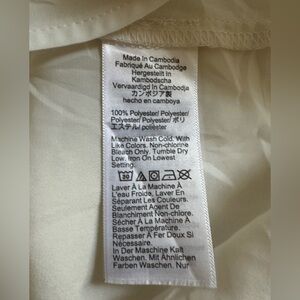 Made In Cambodia
Fabriqué Au Cambodge
Hergestellt in
Kambodscha
Vervaardigd In Cambodja
カンボジア製
hecho en camboya
100% Polyester/ Polyester/
Polyester/ Polyester/ ポリ
エステル/ poliéster
Machine Wash Cold. With
Like Colors. Non-chlorine
Bleach Only. Tumble Dry
Low. Iron On Lowest
Setting.
30
Laver À La Machine À
L'eau Froide, Laver En
Séparant Les Couleurs.
Seulement Agent De
Blanchiment Non-chlore.
Sécher À La Machine À
Basse Température.
Repasser À Fer Doux Si
Nécessaire.
In Der Maschine Kalt
Waschen. Mit Ähnlichen
Farben Waschen. Nur